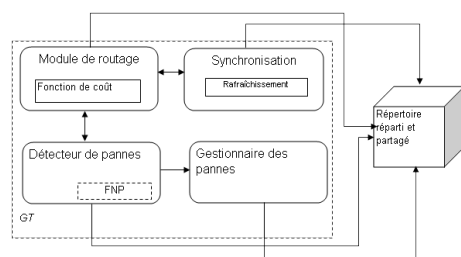 Module de routage
Fonction de coût
Synchronisation
Rafraîchissement
Répertoire
réparti et
partagé
Détecteur de pannes
FNP
Gestionnaire des
pannes
GT